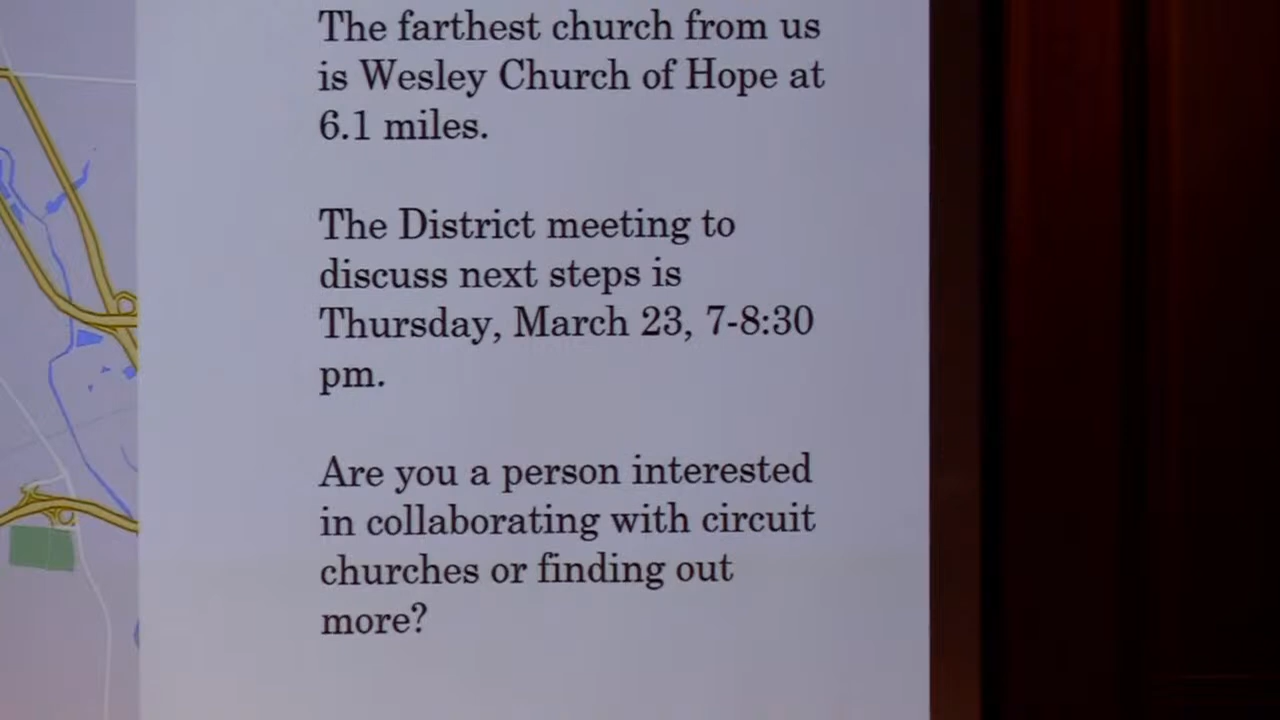 The farthest church from us
is Wesley Church of Hope at
6.1 miles.
The District meeting to
discuss next steps is
Thursday, March 23, 7-8:30
pm.
Are you a person interested
in collaborating with circuit
churches or finding out
more?